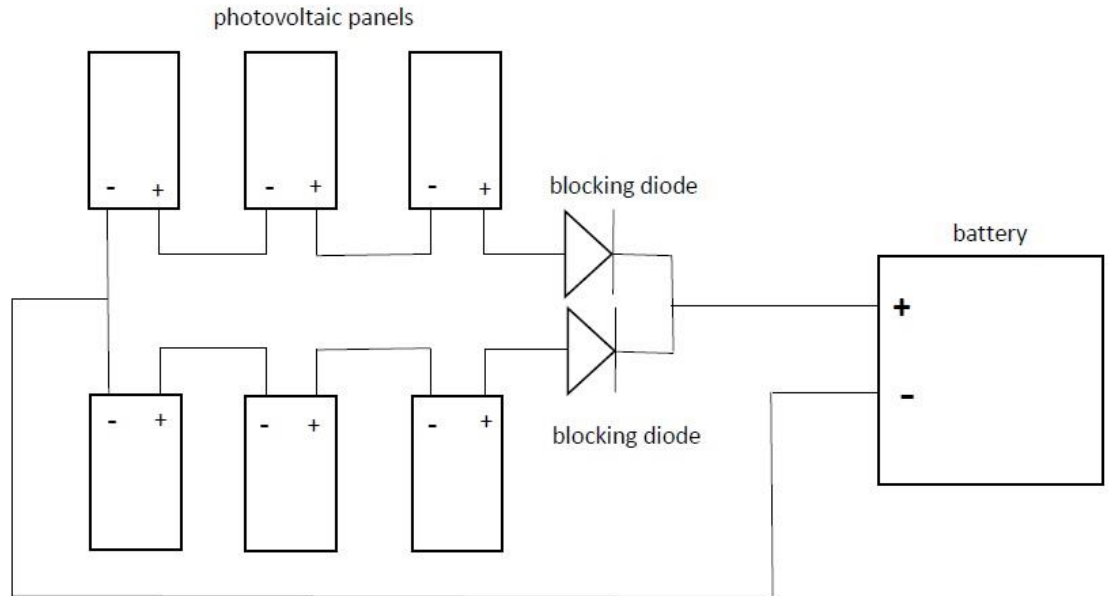 photovoltaic panels
- + - + - +
blocking diode
battery
+
-
- + - + - +
blocking diode